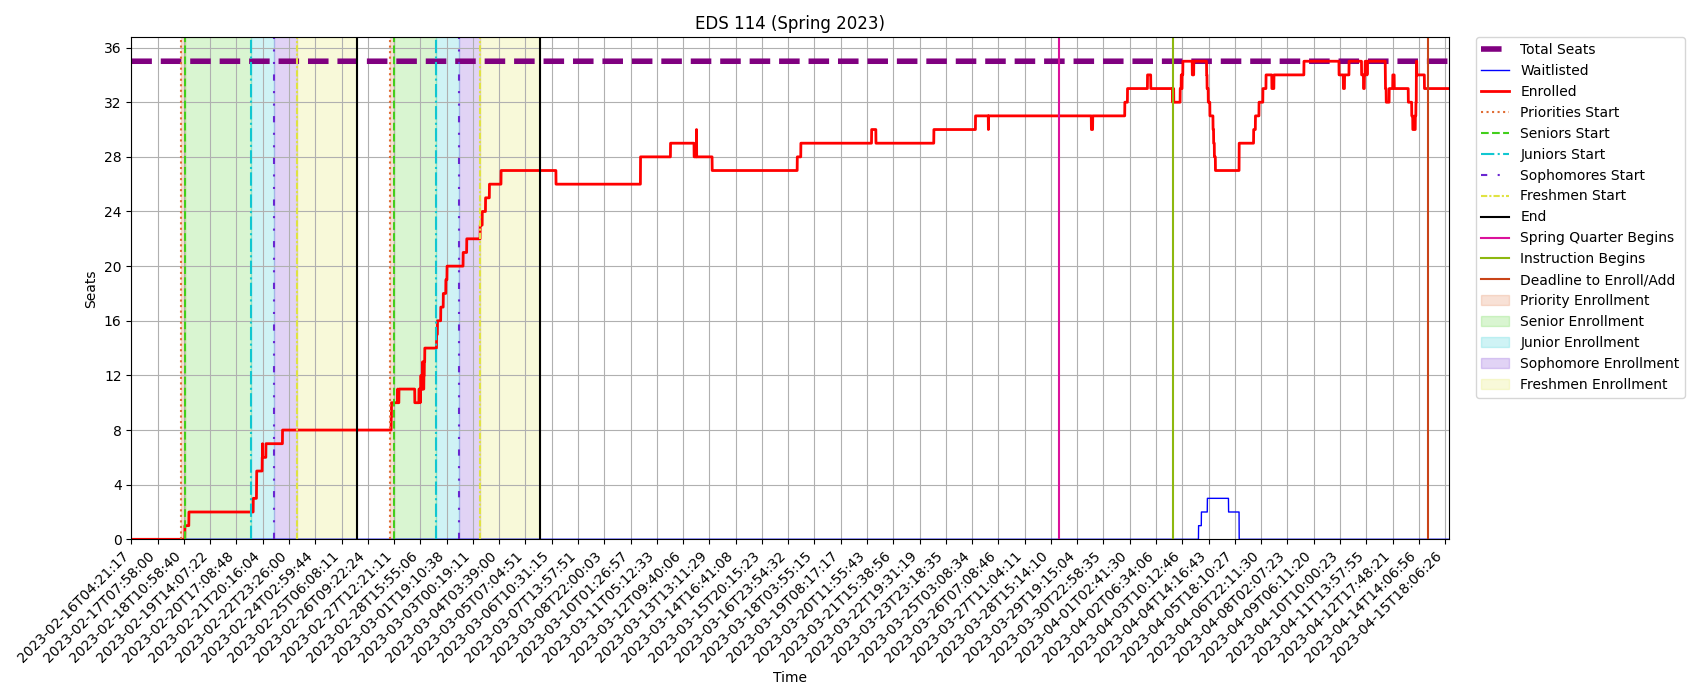 EDS 114 (Spring 2023)
Seats
36
32
28
24
20
16
12
8
4
0
2023-02-16T04:21:17
2023-02-17T07:58:00
2023-02-18T10:58:40
2023-02-19T14:07:22
2023-02-20T17:08:48
2023-02-21T20:16:04
2023-02-22T23:26:00
2023-02-24T02:59:44
2023-02-25T06:08:11
2023-02-26T09:22:24
2023-02-27T12:21:11
2023-02-28T15:55:06
2023-03-01T19:10:38
2023-03-03T00:19:11
2023-03-04T03:39:00
2023-03-05T07:04:51
2023-03-06T10:31:15
2023-03-07T13:57:51
2023-03-08T22:00:03
2023-03-10T01:26:57
2023-03-11T05:12:33
2023-03-12T09:40:06
2023-03-13T13:11:29
2023-03-14T16:41:08
2023-03-15T20:15:23
2023-03-16T23:54:32
2023-03-18T03:55:15
2023-03-19T08:17:17
2023-03-20T11:55:43
2023-03-21T15:38:56
2023-03-22T19:31:19
2023-03-23T23:18:35
2023-03-25T03:08:34
2023-03-26T07:08:46
2023-03-27T11:04:11
2023-03-28T15:14:10
2023-03-29T19:15:04
2023-03-30T22:58:35
2023-04-01T02:41:30
2023-04-02T06:34:06
2023-04-03T10:12:46
2023-04-04T14:16:43
2023-04-05T18:10:27
2023-04-06T22:11:30
2023-04-08T02:07:23
2023-04-09T06:11:20
2023-04-10T10:00:23
2023-04-11T13:57:55
2023-04-12T17:48:21
2023-04-14T14:06:56
2023-04-15T18:06:26
Time
Total Seats
Waitlisted
Enrolled
Priorities Start
Seniors Start
Juniors Start
Sophomores Start
Freshmen Start
End
Spring Quarter Begins
Instruction Begins
Deadline to Enroll/Add
Priority Enrollment
Senior Enrollment
Junior Enrollment
Sophomore Enrollment
Freshmen Enrollment